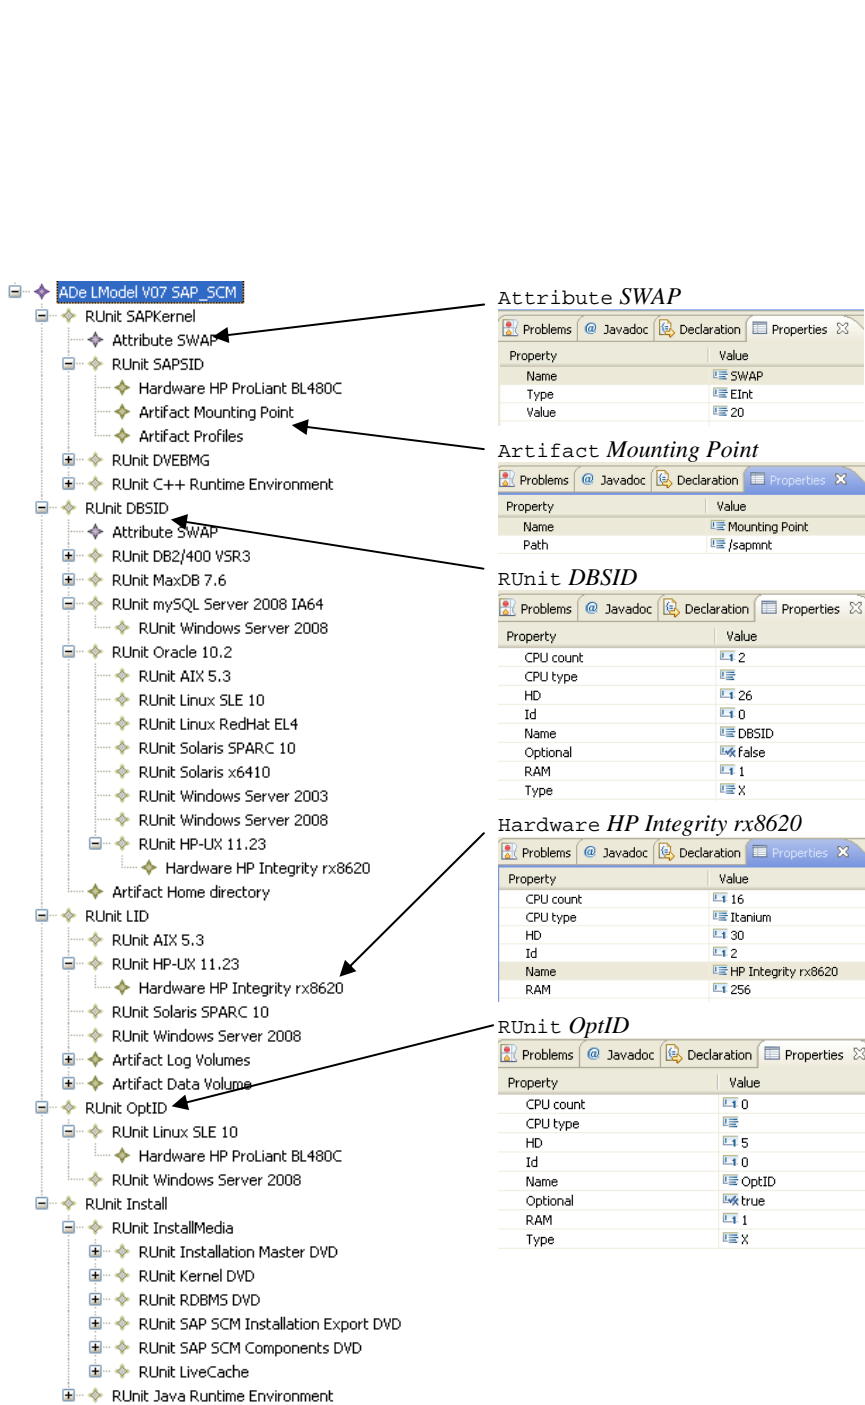 ADe LModel V07 SAP_SCM
RUnit SAPKernel
Attribute SWAP
RUnit SAPSID
Hardware HP ProLiant BL480C
Artifact Mounting Point
Artifact Profiles
RUnit DVEBMG
RUnit C++ Runtime Environment
RUnit DBSID
Attribute SWAP
RUnit DB2/400 VSR3
RUnit MaxDB 7.6
RUnit mySQL Server 2008 IA64
RUnit Windows Server 2008
RUnit Oracle 10.2
RUnit AIX 5.3
RUnit Linux SLE 10
RUnit Linux RedHat EL4
RUnit Solaris SPARC 10
RUnit Solaris x6410
RUnit Windows Server 2003
RUnit Windows Server 2008
RUnit HP-UX 11.23
Hardware HP Integrity rx8620
Artifact Home directory
RUnit LID
RUnit AIX 5.3
RUnit HP-UX 11.23
Hardware HP Integrity rx8620
RUnit Solaris SPARC 10
RUnit Windows Server 2008
Artifact Log Volumes
Artifact Data Volume
RUnit OptID
RUnit Linux SLE 10
Hardware HP ProLiant BL480C
RUnit Windows Server 2008
RUnit Install
RUnit InstallMedia
RUnit Installation Master DVD
RUnit Kernel DVD
RUnit RDBMS DVD
RUnit SAP SCM Installation Export DVD
RUnit SAP SCM Components DVD
RUnit LiveCache
RUnit Java Runtime Environment
Attribute SWAP
Problems @ Javadoc Declaration Properties
Property Value
Name SWAP
Type EInt
Value 20
Artifact Mounting Point
Problems @ Javadoc Declaration Properties
Property Value
Name Mounting Point
Path /sapmnt
RUnit DBSID
Problems @ Javadoc Declaration Properties
Property Value
CPU count 2
CPU type
HD 26
Id 0
Name DBSID
Optional false
RAM 1
Type X
Hardware HP Integrity rx8620
Problems @ Javadoc Declaration Properties
Property Value
CPU count 16
CPU type Itanium
HD 30
Id 2
Name HP Integrity rx8620
RAM 256
RUnit OptID
Problems @ Javadoc Declaration Properties
Property Value
CPU count 0
CPU type
HD 5
Id 0
Name OptID
Optional true
RAM 1
Type X